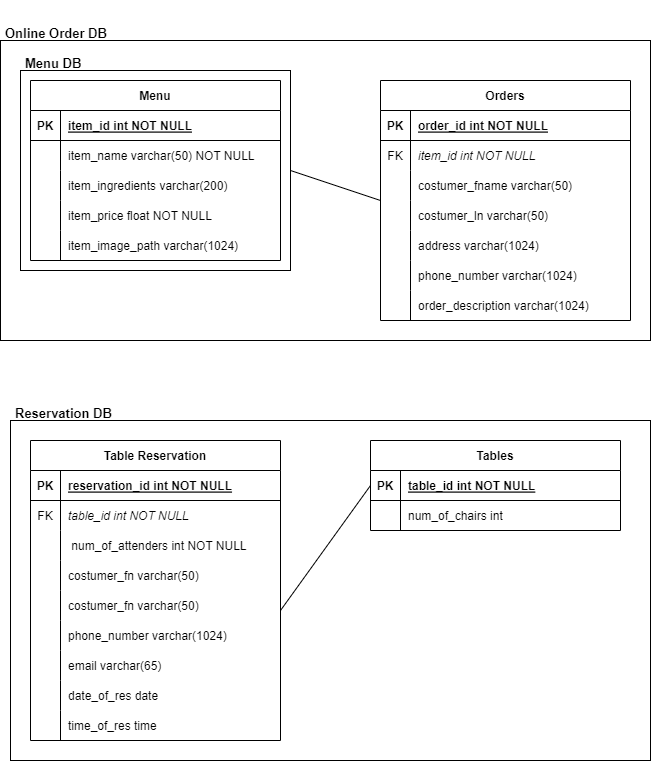 Online Order DB
Menu DB
Menu
PK item_id int NOT NULL
item_name varchar(50) NOT NULL
item_ingredients varchar(200)
item_price float NOT NULL
item_image_path varchar(1024)
Orders
PK order_id int NOT NULL
FK item_id int NOT NULL
costumer_fname varchar(50)
costumer_ln varchar(50)
address varchar(1024)
phone_number varchar(1024)
order_description varchar(1024)
Reservation DB
Table Reservation
PK reservation_id int NOT NULL
FK table_id int NOT NULL
num_of_attenders int NOT NULL
costumer_fn varchar(50)
costumer_fn varchar(50)
phone_number varchar(1024)
email varchar(65)
date_of_res date
time_of_res time
Tables
PK table_id int NOT NULL
num_of_chairs int